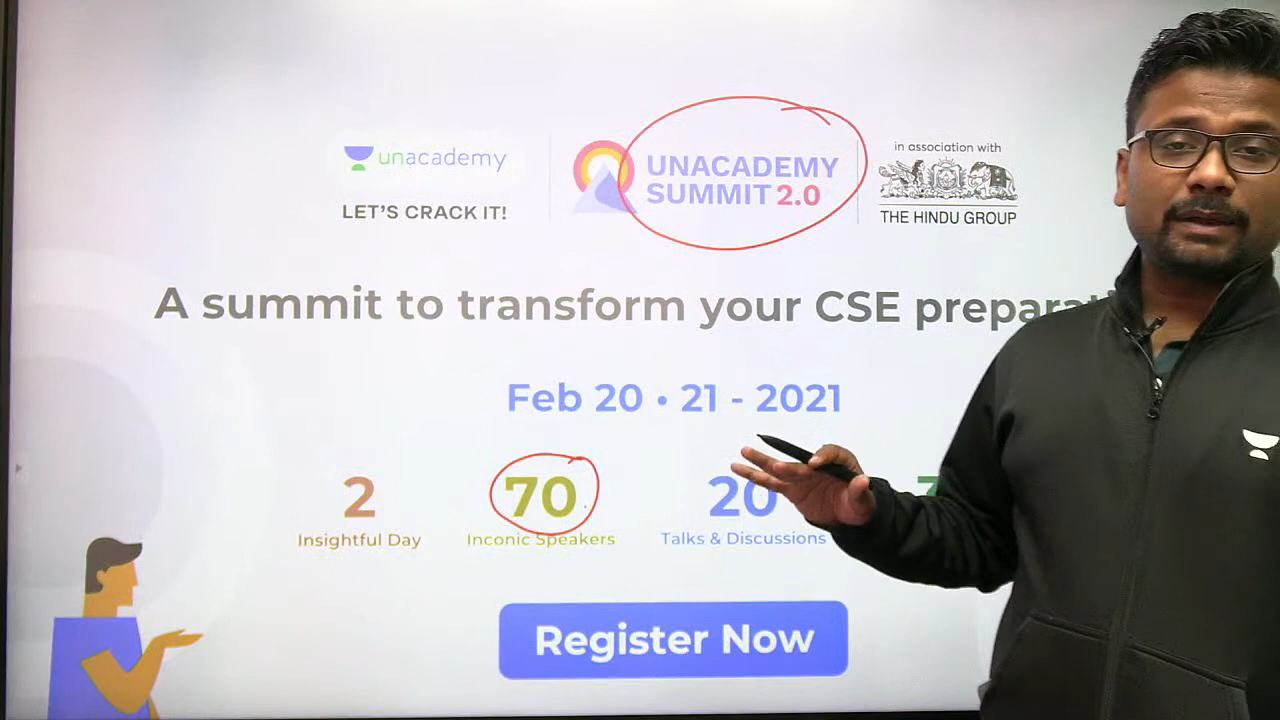 unacademy
LET'S CRACK IT!
UNACADEMY
SUMMIT 2.0
in association with
THE HINDU GROUP
A summit to transform your CSE
Feb 20 • 21 - 2021
2
Insightful Day
70
Inconic Speakers
20
Talks & Discussions
Register Now